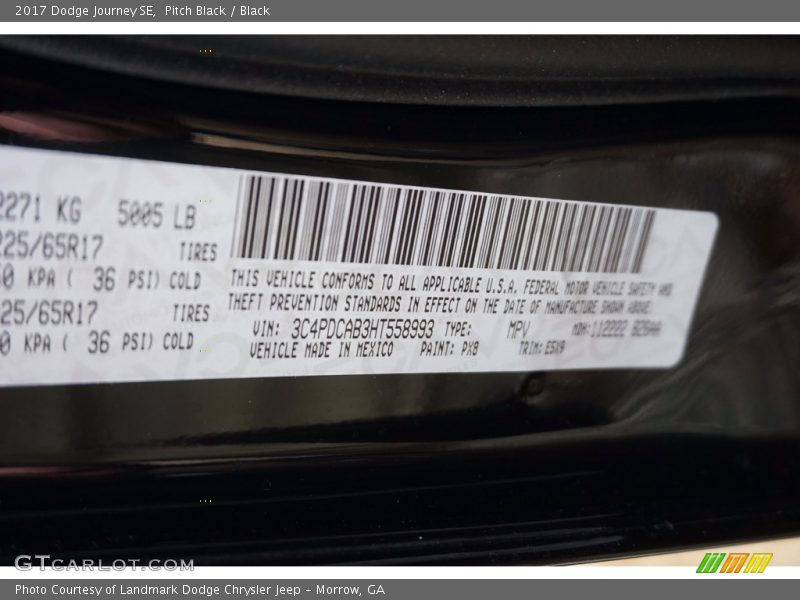 2017 Dodge Journey SE, Pitch Black / Black
2271 KG 5005 LB
225/65R17 TIRES
KPA ( 36 PSI) COLD
225/65R17 TIRES
KPA ( 36 PSI) COLD
THIS VEHICLE CONFORMS TO ALL APPLICABLE U.S.A. FEDERAL MOTOR VEHICLE SAFETY AND
THEFT PREVENTION STANDARDS IN EFFECT ON THE DATE OF MANUFACTURE SHOWN ABOVE.
VIN: 3C4PDCAB3HT558993 TYPE: MPV MDH:112222
VEHICLE MADE IN MEXICO PAINT: PX8 TRIM:
GTCARLOT.COM
Photo Courtesy of Landmark Dodge Chrysler Jeep – Morrow, GA